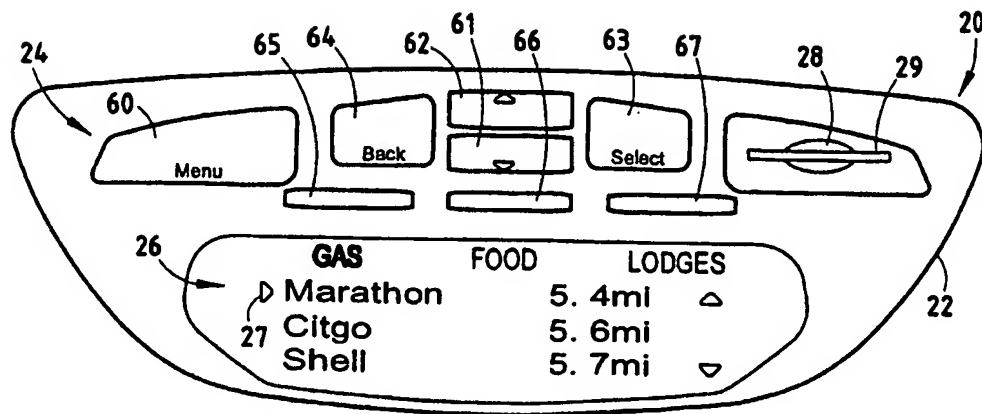 61
64 62 66 63 67 20
65 28
24 29
60
Back Select
Menu
26 GAS FOOD LODGES
Marathon 5. 4mi
27 Citgo 5. 6mi 22
Shell 5. 7mi